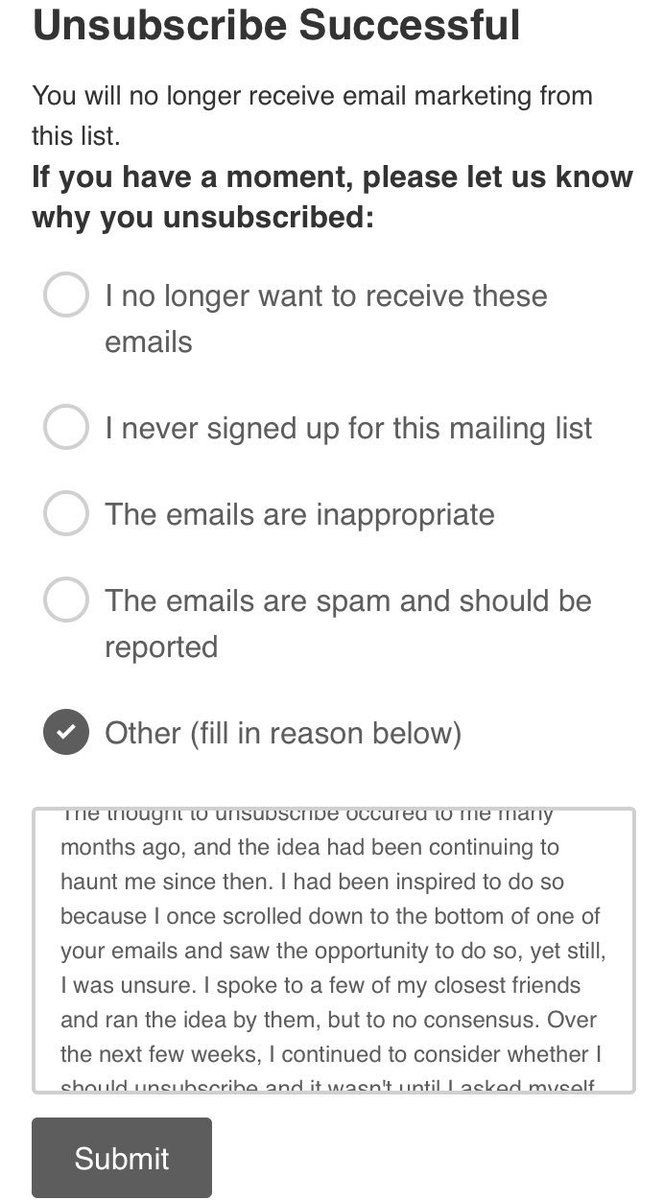 Unsubscribe Successful
You will no longer receive email marketing from
this list.
If you have a moment, please let us know
why you unsubscribed:
I no longer want to receive these
emails
I never signed up for this mailing list
The emails are inappropriate
The emails are spam and should be
reported
Other (fill in reason below)
The thought to unsubscribe occured to me many
months ago, and the idea had been continuing to
haunt me since then. I had been inspired to do so
because I once scrolled down to the bottom of one of
your emails and saw the opportunity to do so, yet still,
I was unsure. I spoke to a few of my closest friends
and ran the idea by them, but to no consensus. Over
the next few weeks, I continued to consider whether I
should unsubscribe and it wasn't until I asked myself
Submit